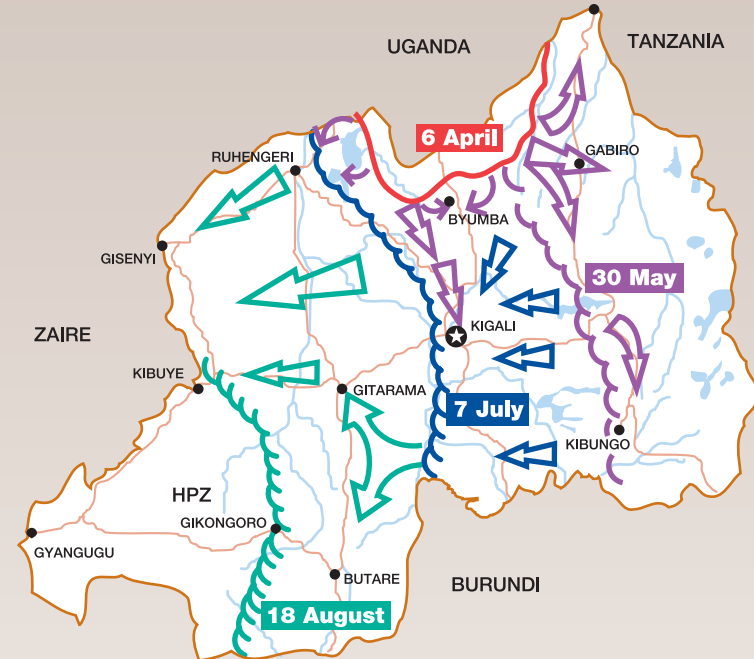 UGANDA
TANZANIA
6 April
RUHENGERI
GABIRO
BYUMBA
GISENYI
30 May
ZAIRE
KIGALI
KIBUYE
GITARAMA
7 July
KIBUNGO
HPZ
GIKONGORO
GYANGUGU
BUTARE
BURUNDI
18 August